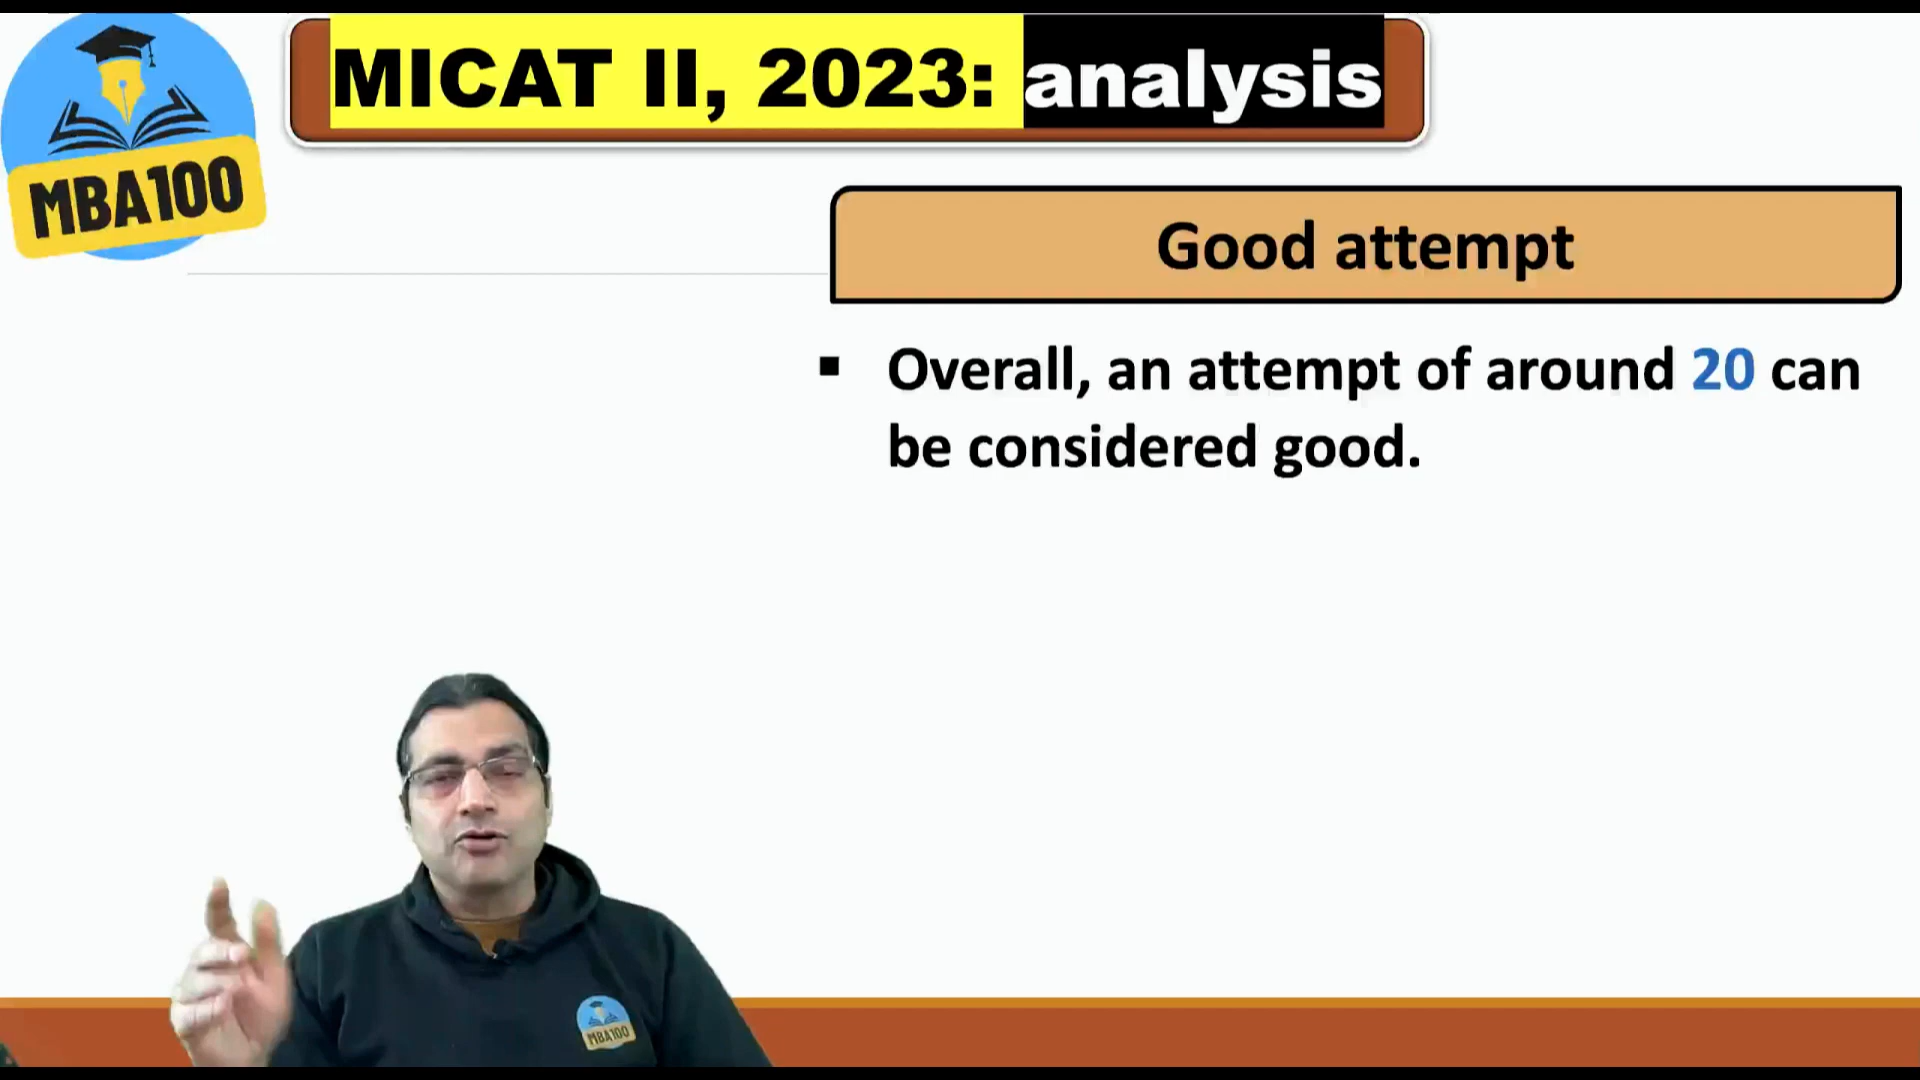 MICAT II, 2023: analysis
MBA100
Good attempt
▪ Overall, an attempt of around 20 can
be considered good.
MBA100